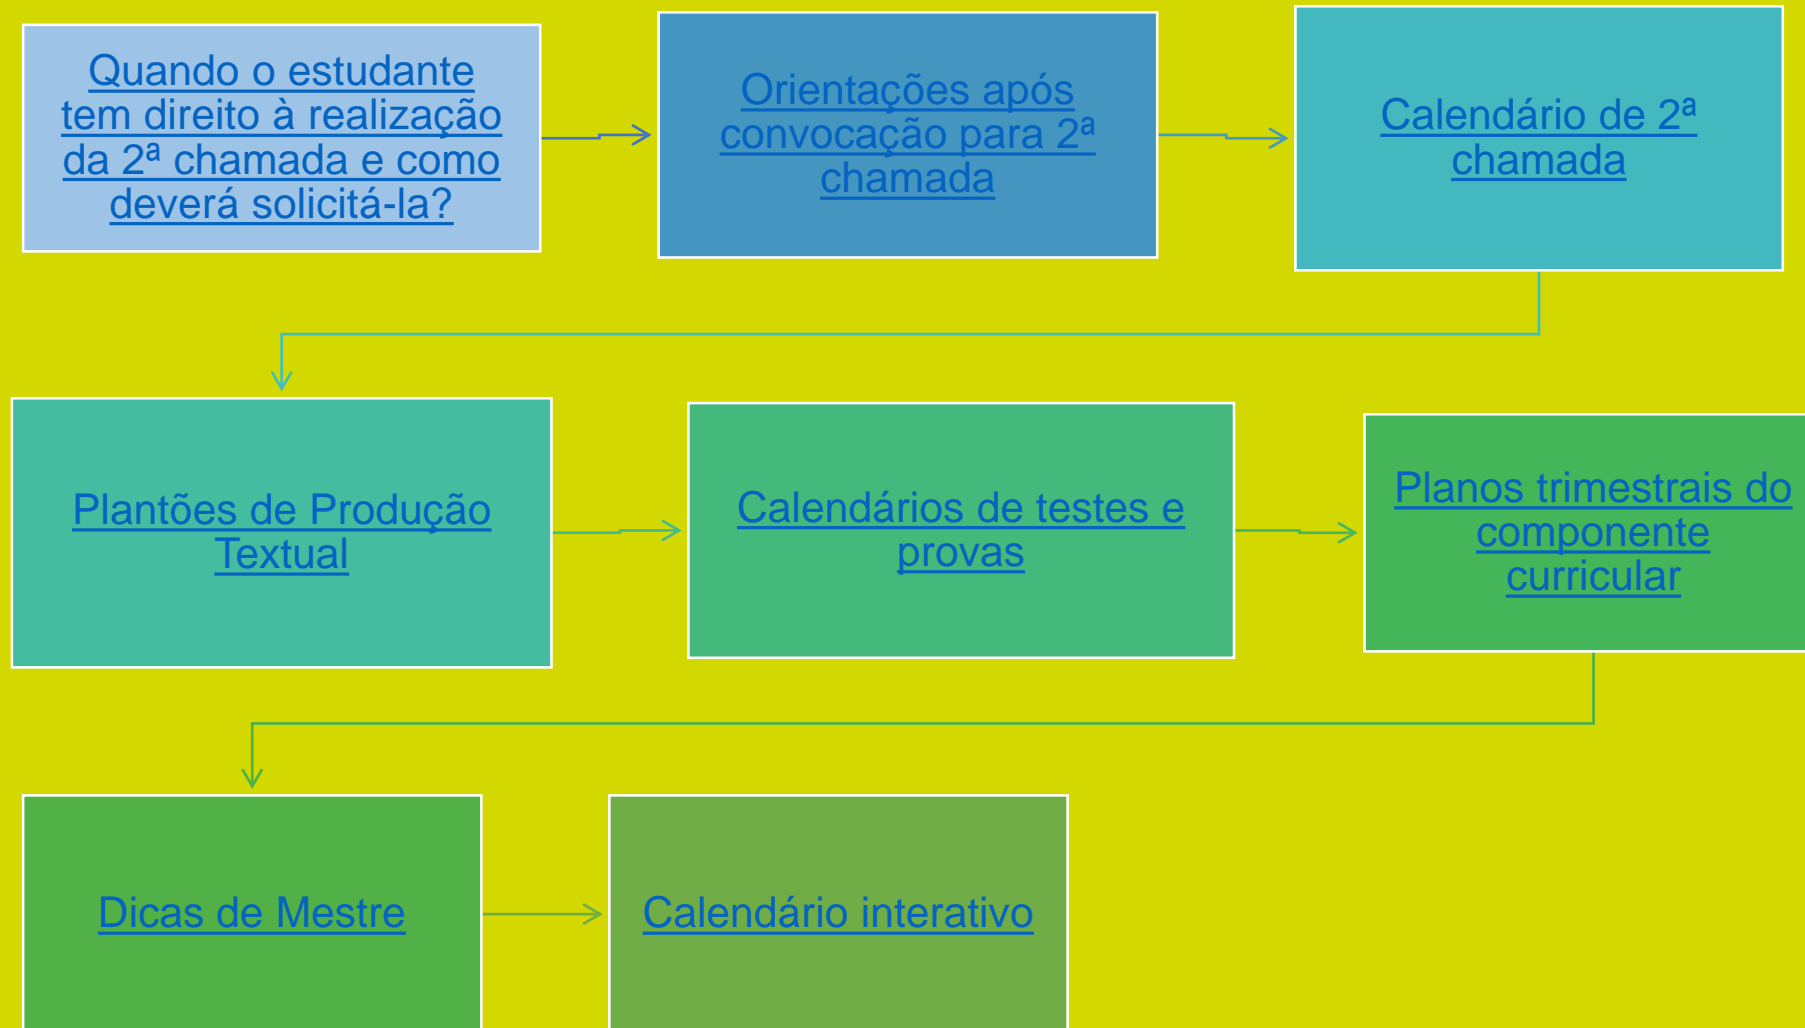 Quando o estudante
tem direito à realização
da 2ª chamada e como
deverá solicitá-la?
Orientações após
convocação para 2ª
chamada
Calendário de 2ª
chamada
Plantões de Produção
Textual
Calendários de testes e
provas
Planos trimestrais do
componente
curricular
Dicas de Mestre
Calendário interativo